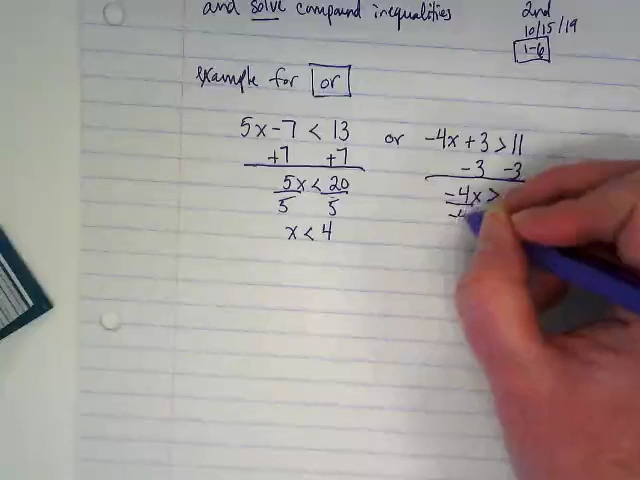 and solve compound inequalities
2nd
10/15/19
1-6
example for or
5x - 7 < 13 or -4x + 3 > 11
+7 +7 -3 -3
5x < 20 -4x >
5 5 -4
x < 4